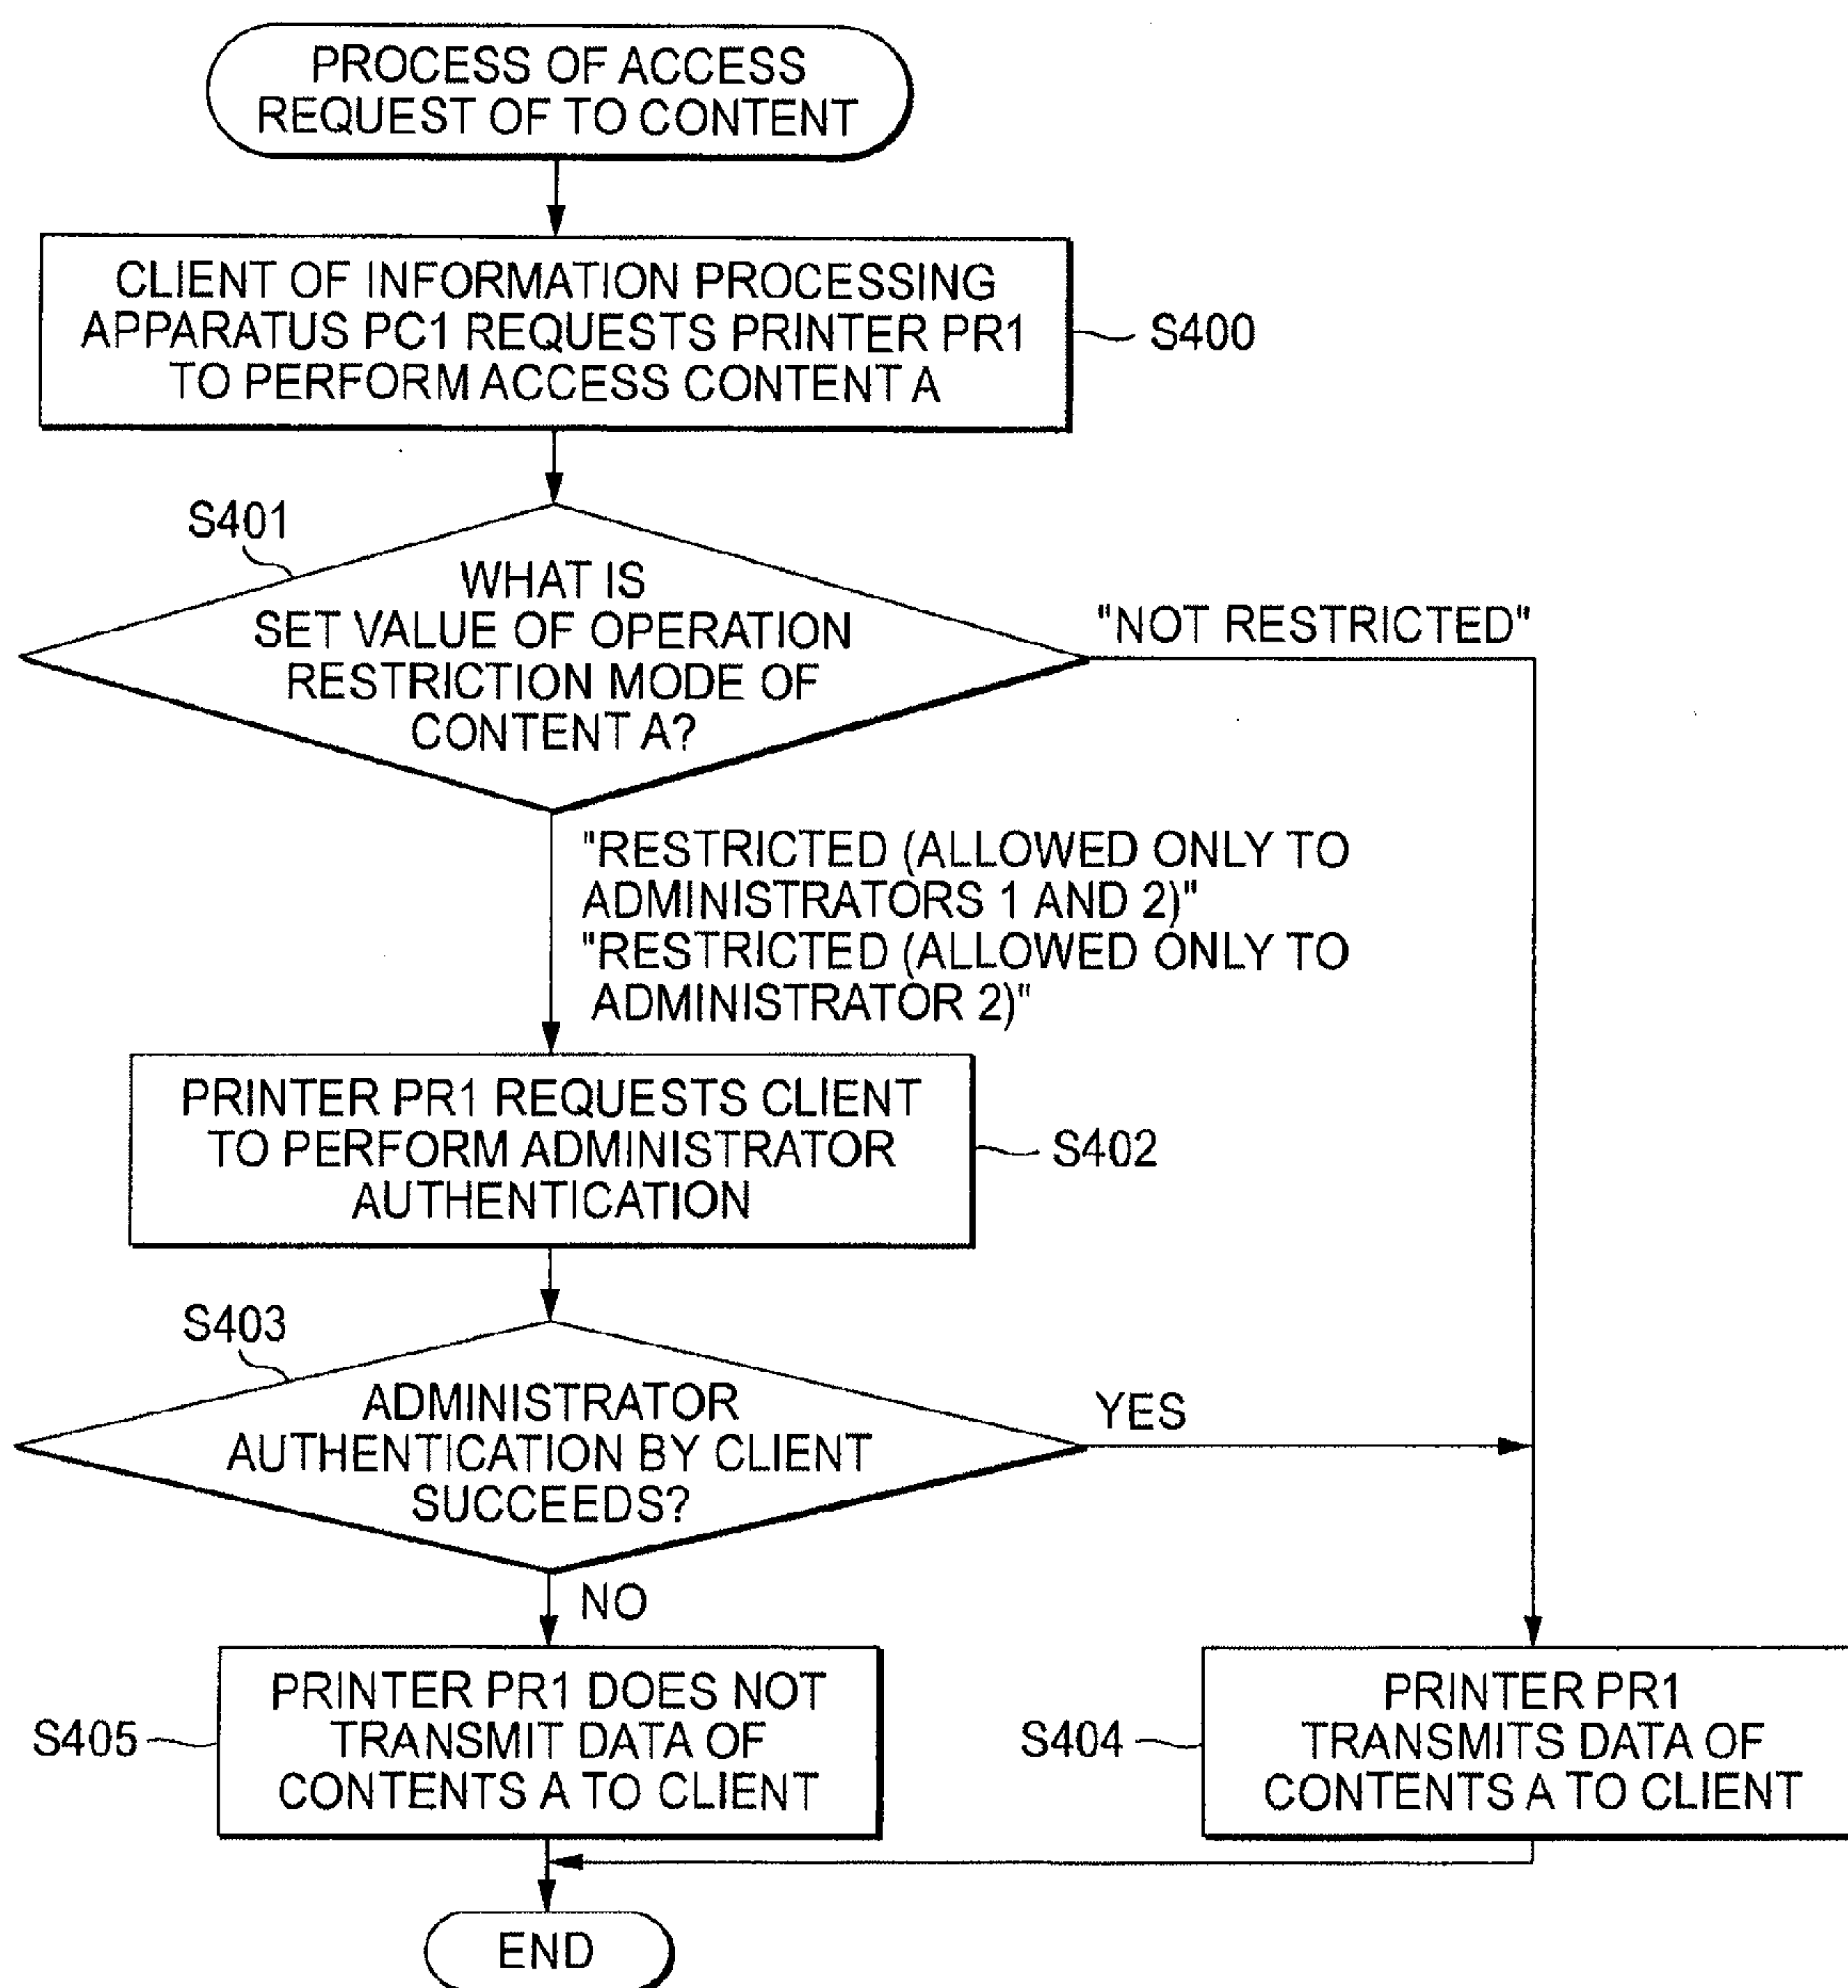 PROCESS OF ACCESS
REQUEST OF TO CONTENT
CLIENT OF INFORMATION PROCESSING
APPARATUS PC1 REQUESTS PRINTER PR1
TO PERFORM ACCESS CONTENT A
S400
S401
WHAT IS
SET VALUE OF OPERATION
RESTRICTION MODE OF
CONTENT A?
"NOT RESTRICTED"
"RESTRICTED (ALLOWED ONLY TO
ADMINISTRATORS 1 AND 2)"
"RESTRICTED (ALLOWED ONLY TO
ADMINISTRATOR 2)"
PRINTER PR1 REQUESTS CLIENT
TO PERFORM ADMINISTRATOR
AUTHENTICATION
S402
S403
ADMINISTRATOR
AUTHENTICATION BY CLIENT
SUCCEEDS?
YES
NO
S405
PRINTER PR1 DOES NOT
TRANSMIT DATA OF
CONTENTS A TO CLIENT
S404
PRINTER PR1
TRANSMITS DATA OF
CONTENTS A TO CLIENT
END